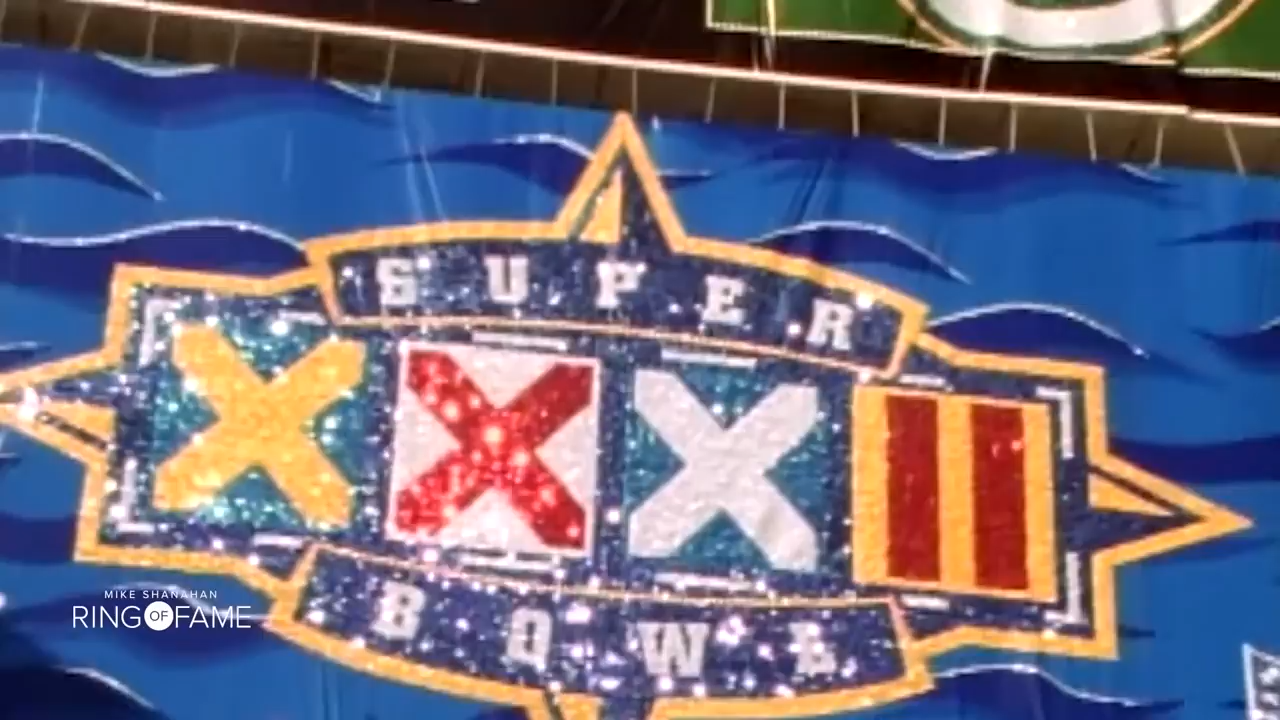 SUPER
XXXII
BOWL
MIKE SHANAHAN
RING OF FAME